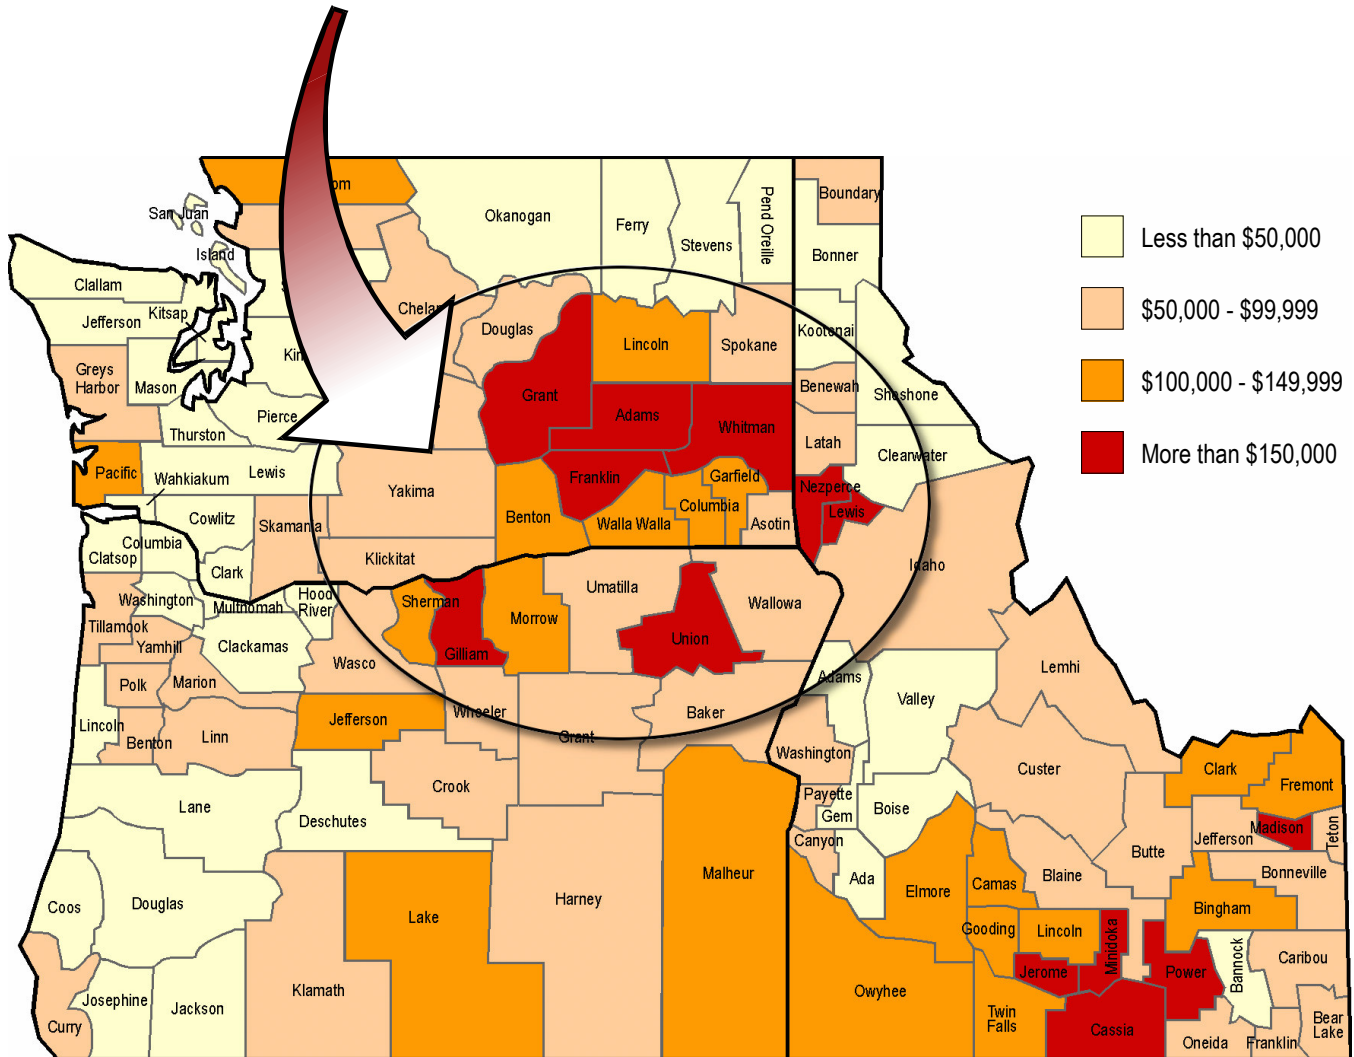 om
San Juan
Okanogan
Ferry
Stevens
Pend Oreille
Boundary
Bonner
Less than $50,000
Island
Clallam
Kitsap
Jefferson
Chelan
Douglas
Lincoln
Spokane
Kootenai
$50,000 - $99,999
Kin
Greys
Harbor
Mason
Grant
Adams
Whitman
Benewah
Shoshone
$100,000 - $149,999
Pierce
Thurston
Latah
Clearwater
More than $150,000
Pacific
Wahkiakum
Lewis
Yakima
Franklin
Garfield
Nezperce
Lewis
Cowlitz
Skamania
Benton
Walla Walla
Columbia
Asotin
Columbia
Clatsop
Clark
Klickitat
Idaho
Washington
Multnomah
Hood
River
Sherman
Umatilla
Wallowa
Tillamook
Yamhill
Clackamas
Morrow
Union
Gilliam
Wasco
Lemhi
Polk
Marion
Adams
Valley
Lincoln
Benton
Linn
Jefferson
Wheeler
Grant
Baker
Washington
Custer
Clark
Fremont
Lane
Crook
Payette
Gem
Boise
Deschutes
Canyon
Jefferson
Madison
Teton
Butte
Ada
Blaine
Bonneville
Coos
Douglas
Lake
Harney
Malheur
Elmore
Camas
Bingham
Gooding
Lincoln
Minidoka
Jerome
Power
Bannock
Caribou
Josephine
Jackson
Klamath
Owyhee
Twin
Falls
Cassia
Curry
Oneida
Franklin
Bear
Lake